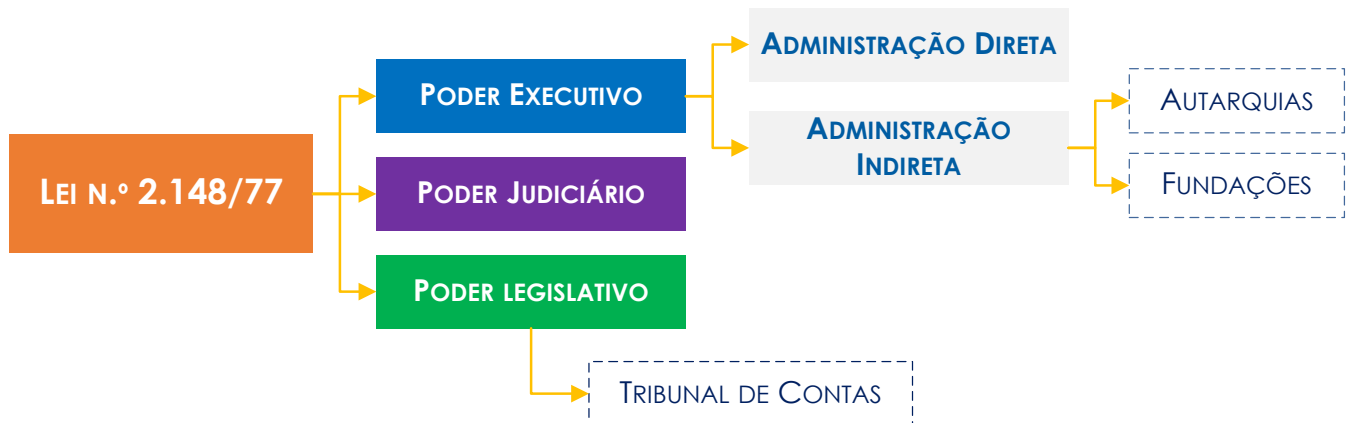 LEI N.º 2.148/77
PODER EXECUTIVO
PODER JUDICIÁRIO
PODER LEGISLATIVO
ADMINISTRAÇÃO DIRETA
ADMINISTRAÇÃO
INDIRETA
AUTARQUIAS
FUNDAÇÕES
TRIBUNAL DE CONTAS